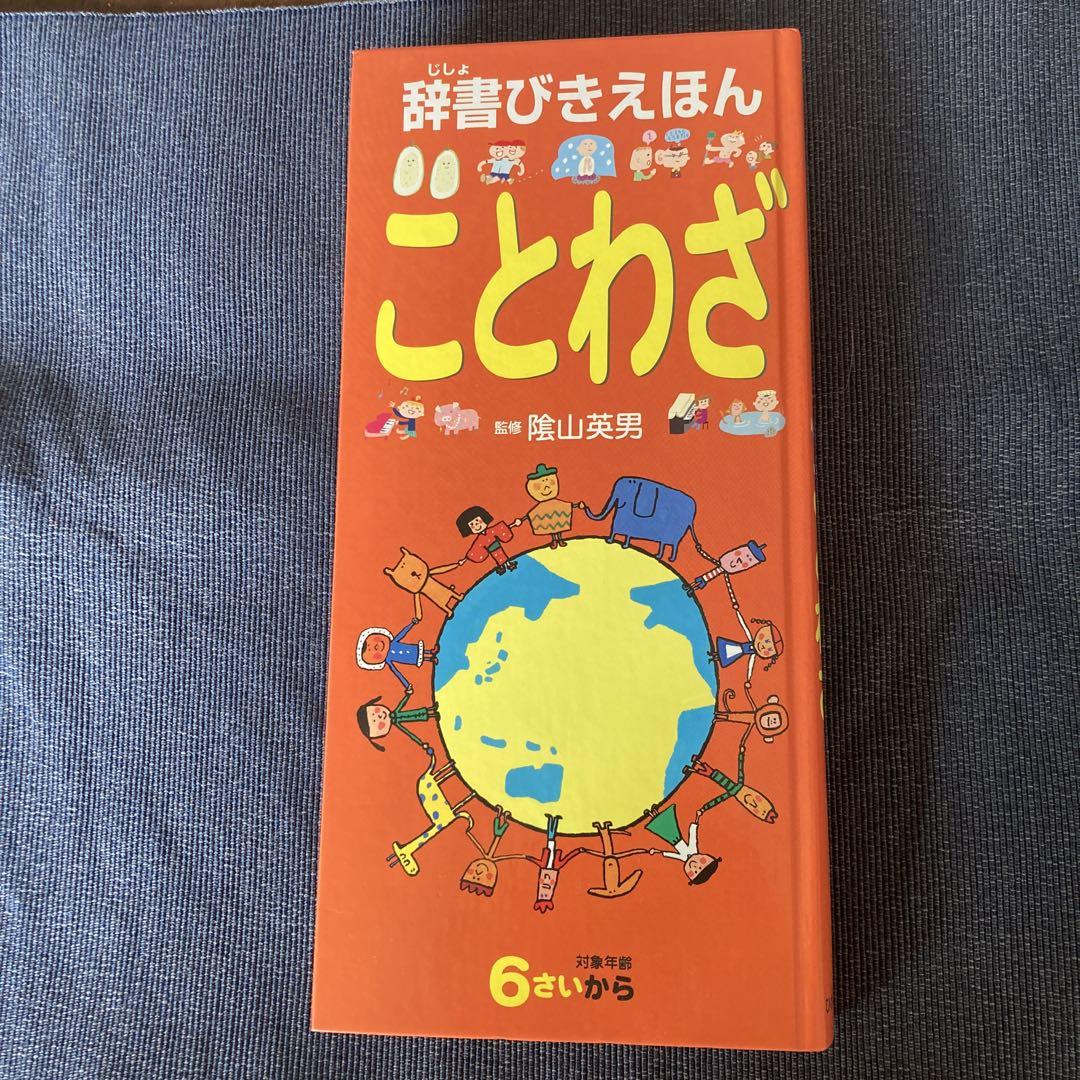 じしょ
辞書びきえほん
ことわざ
監修 陰山英男
対象年齢
6さいから